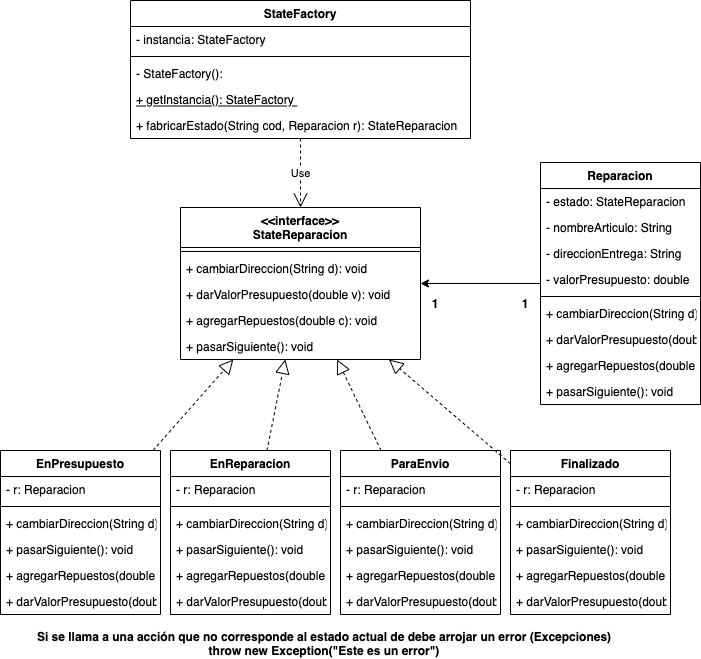 StateFactory
- instancia: StateFactory
- StateFactory():
+ getInstancia(): StateFactory
+ fabricarEstado(String cod, Reparacion r): StateReparacion
Use
<<interface>>
StateReparacion
+ cambiarDireccion(String d): void
+ darValorPresupuesto(double v): void
+ agregarRepuestos(double c): void
+ pasarSiguiente(): void
1
1
Reparacion
- estado: StateReparacion
- nombreArticulo: String
- direccionEntrega: String
- valorPresupuesto: double
+ cambiarDireccion(String d)
+ darValorPresupuesto(doub
+ agregarRepuestos(double
+ pasarSiguiente(): void
EnPresupuesto
- r: Reparacion
+ cambiarDireccion(String d)
+ pasarSiguiente(): void
+ agregarRepuestos(double
+ darValorPresupuesto(doub
EnReparacion
- r: Reparacion
+ cambiarDireccion(String d)
+ pasarSiguiente(): void
+ agregarRepuestos(double
+ darValorPresupuesto(doub
ParaEnvio
- r: Reparacion
+ cambiarDireccion(String d)
+ pasarSiguiente(): void
+ agregarRepuestos(double
+ darValorPresupuesto(doub
Finalizado
- r: Reparacion
+ cambiarDireccion(String d)
+ pasarSiguiente(): void
+ agregarRepuestos(double
+ darValorPresupuesto(doub
Si se llama a una acción que no corresponde al estado actual de debe arrojar un error (Excepciones)
throw new Exception("Este es un error")